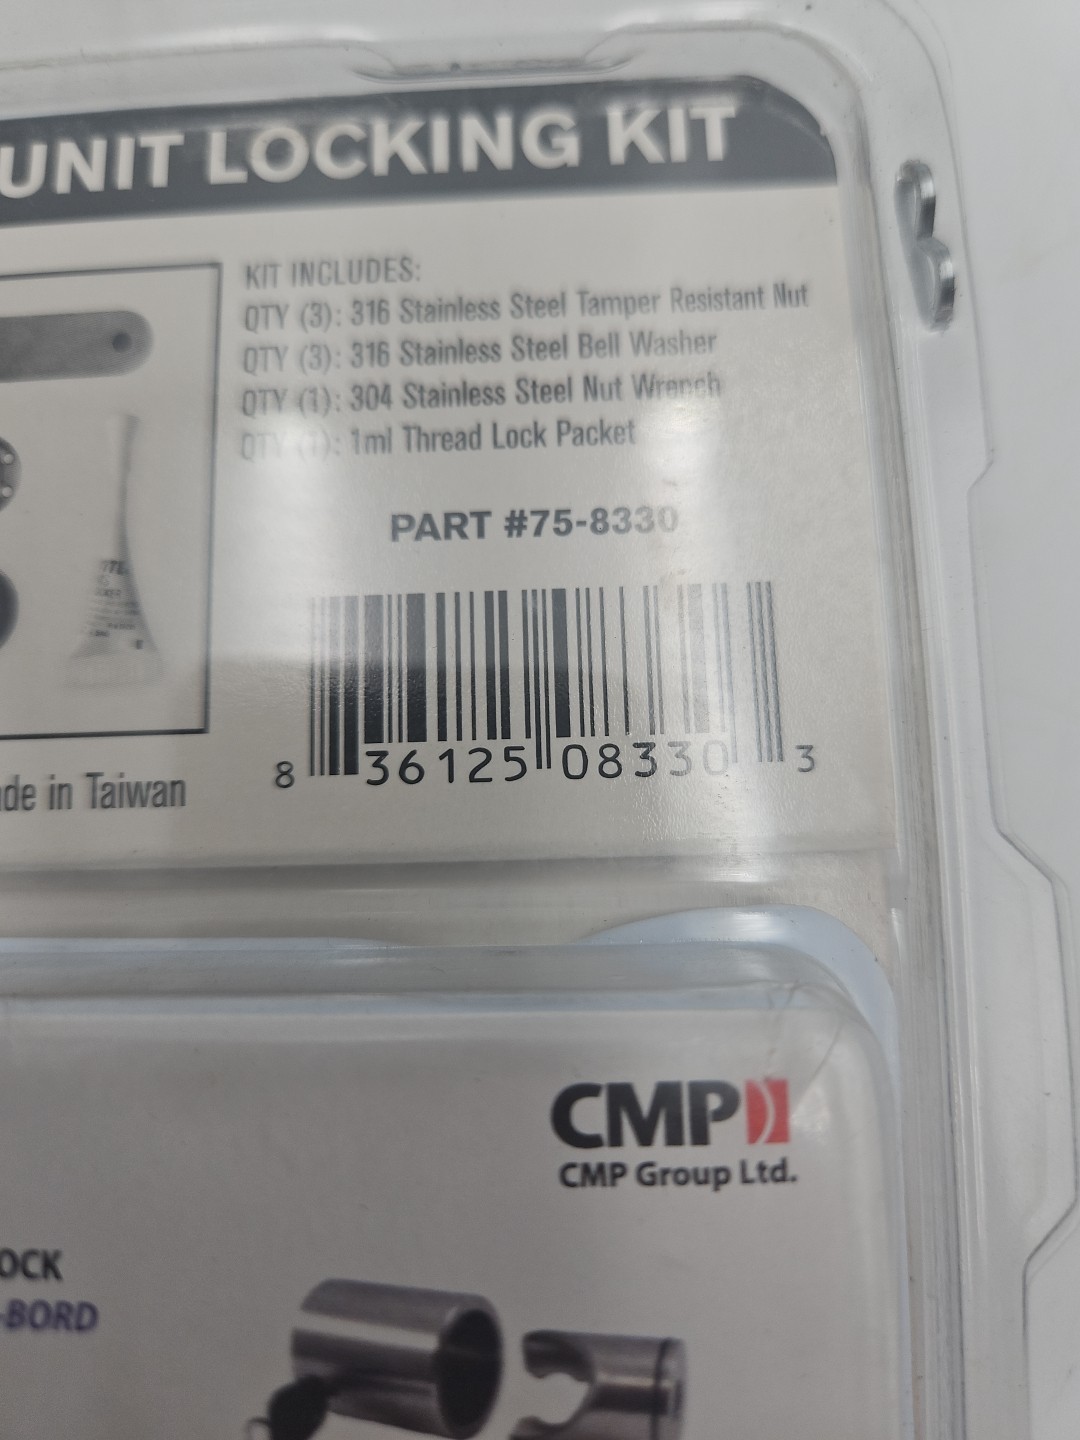 UNIT LOCKING KIT
KIT INCLUDES:
QTY (3): 316 Stainless Steel Tamper Resistant Nut
QTY (3): 316 Stainless Steel Bell Washer
QTY (1): 304 Stainless Steel Nut Wrench
QTY (1): 1ml Thread Lock Packet
PART #75-8330
8 36125 08330 3
de in Taiwan
CMP
CMP Group Ltd.
OCK
-BORD